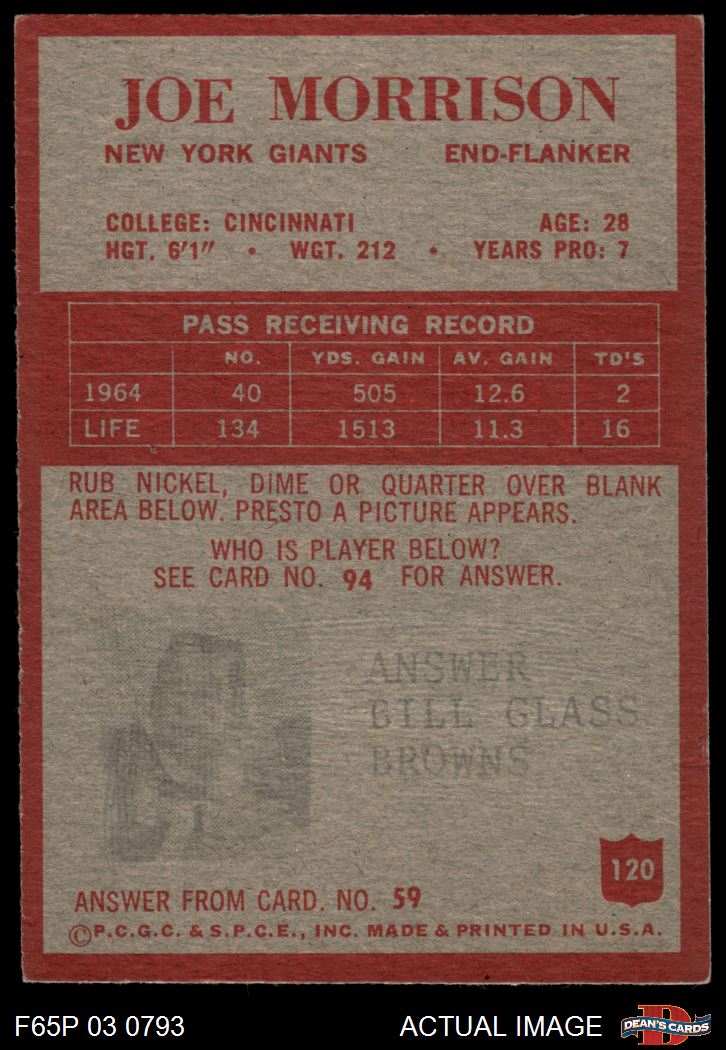 JOE MORRISON
NEW YORK GIANTS END-FLANKER
COLLEGE: CINCINNATI AGE: 28
HGT. 6'1" • WGT. 212 • YEARS PRO: 7
PASS RECEIVING RECORD
NO. YDS. GAIN AV. GAIN TD'S
1964 40 505 12.6 2
LIFE 134 1513 11.3 16
RUB NICKEL, DIME OR QUARTER OVER BLANK
AREA BELOW. PRESTO A PICTURE APPEARS.
WHO IS PLAYER BELOW?
SEE CARD NO. 94 FOR ANSWER.
ANSWER
BILL GLASS
BROWNS
120
ANSWER FROM CARD. NO. 59
©P.C.G.C. & S.P.C.E., INC. MADE & PRINTED IN U.S.A.
F65P 03 0793 ACTUAL IMAGE
D
DEAN'S CARDS